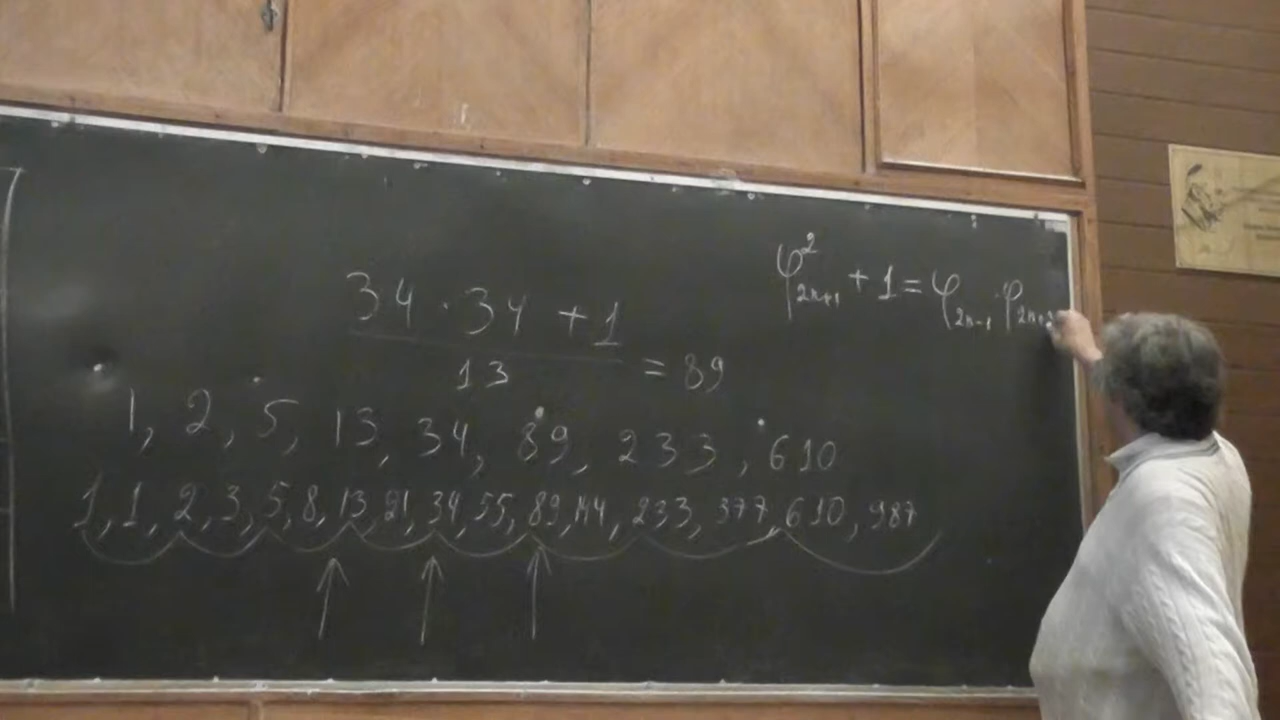 φ²₂ₙ₊₁ + 1 = φ₂ₙ₋₁ · φ₂ₙ₊₃
34 · 34 + 1
13
= 89
1, 2, 5, 13, 34, 89, 233, 610
1, 1, 2, 3, 5, 8, 13, 21, 34, 55, 89, 144, 233, 377, 610, 987